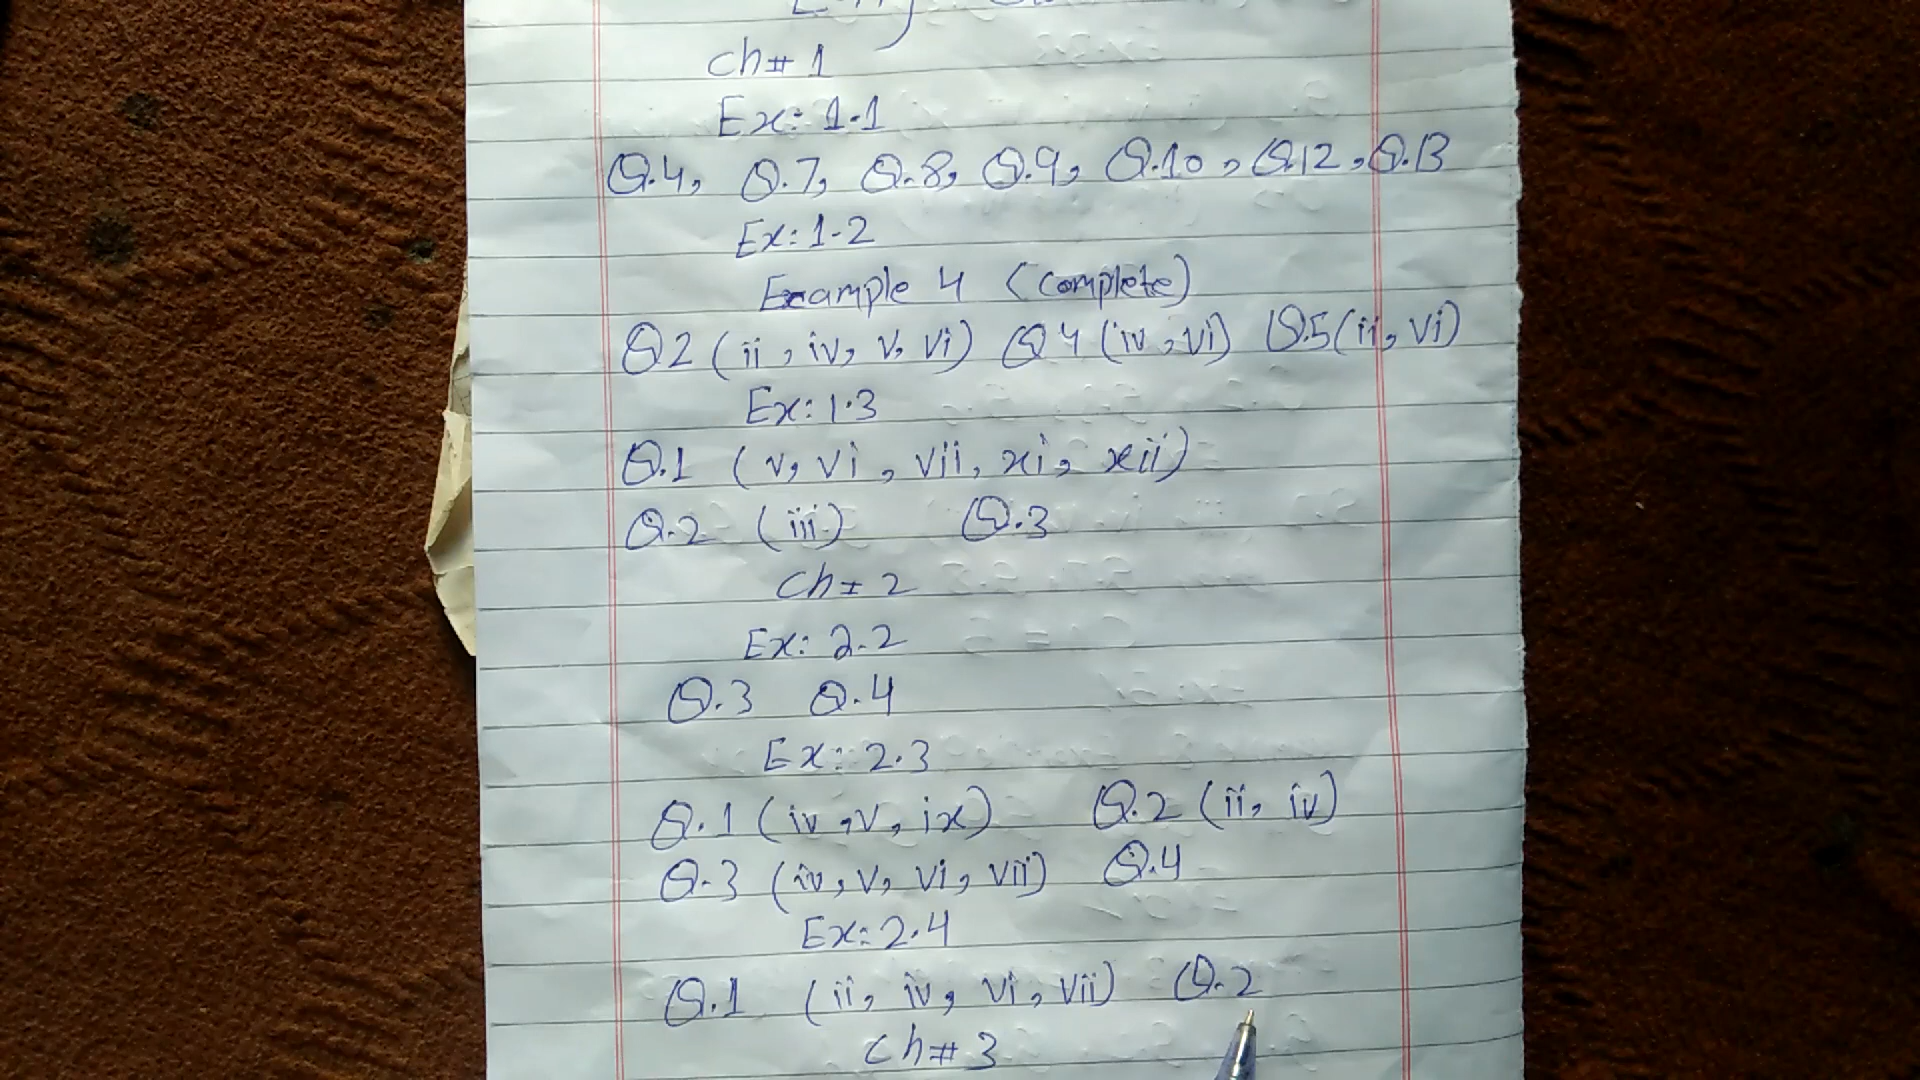 Ch# 1
Ex: 1.1
Q.4, Q.7, Q.8, Q.9, Q.10, Q.12, Q.13
Ex: 1.2
Example 4 (Complete)
Q2 (ii, iv, v, vi) Q4 (iv, vi) Q.5(ii, vi)
Ex: 1.3
Q.1 (v, vi, vii, xi, xii)
Q.2 (iii) Q.3
Ch# 2
Ex: 2.2
Q.3 Q.4
Ex: 2.3
Q.1 (iv, v, ix) Q.2 (ii, iv)
Q.3 (iv, v, vi, vii) Q.4
Ex: 2.4
Q.1 (ii, iv, vi, vii) Q.2
Ch# 3